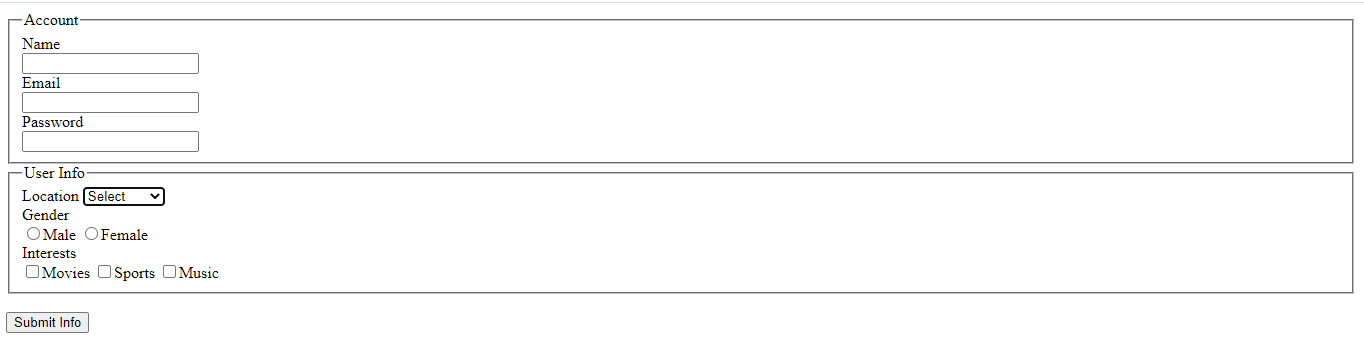 Account
Name
Email
Password
User Info
Location Select
Gender
Male Female
Interests
Movies Sports Music
Submit Info